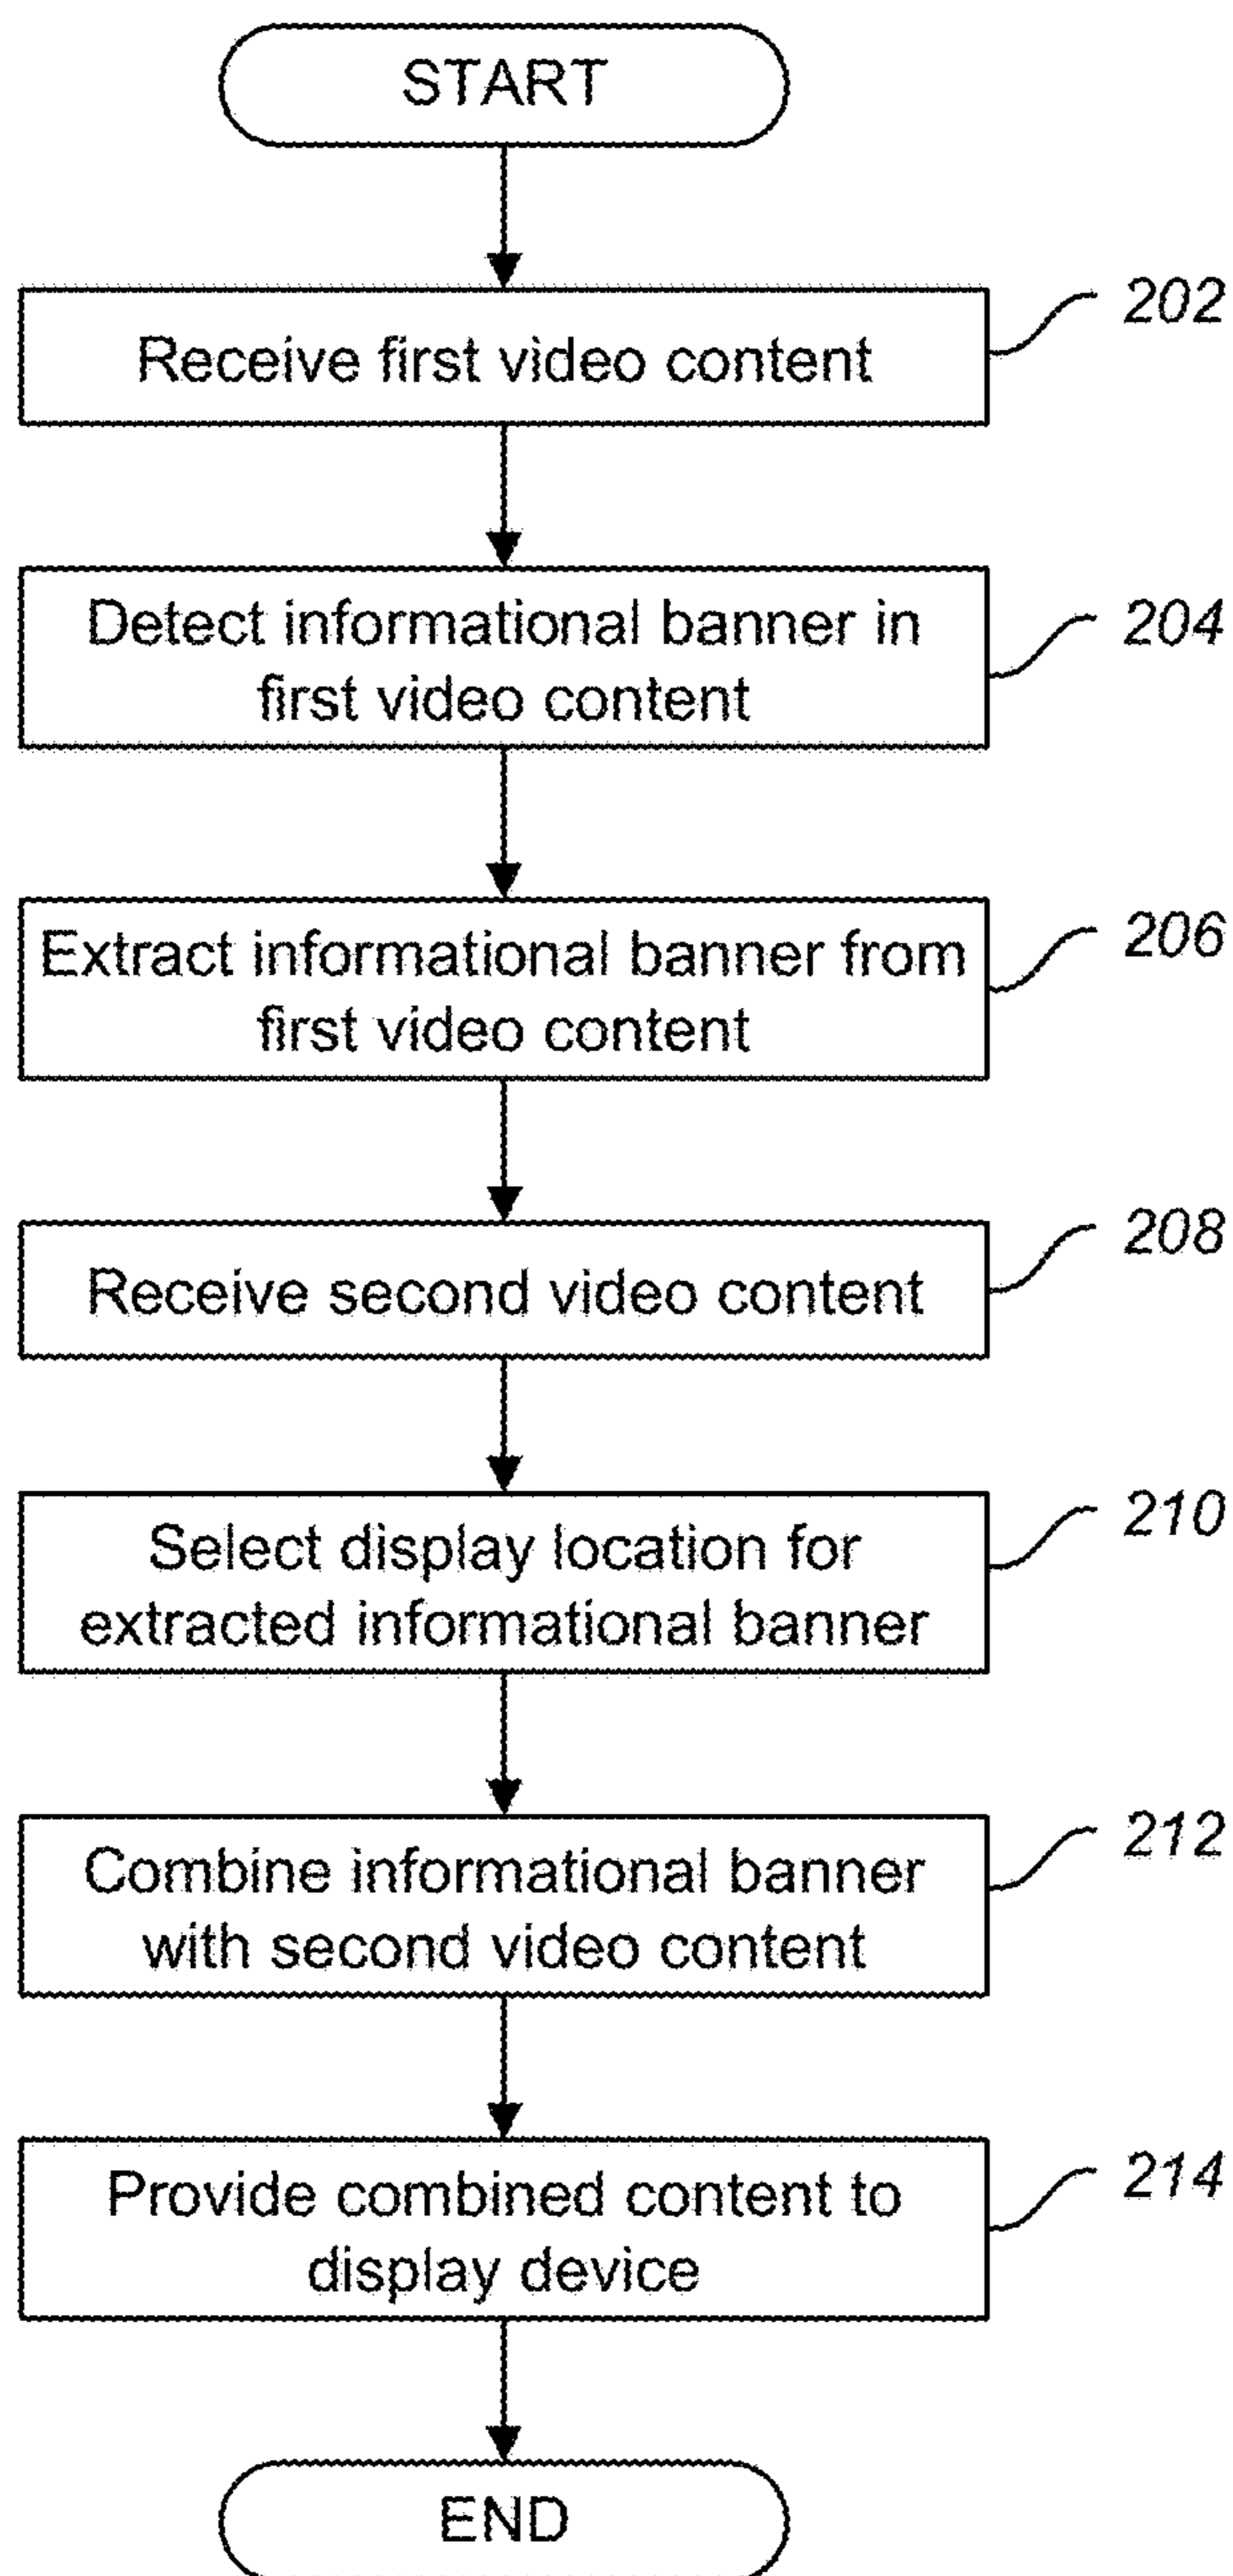 START
Receive first video content
202
Detect informational banner in
first video content
204
Extract informational banner from
first video content
206
Receive second video content
208
Select display location for
extracted informational banner
210
Combine informational banner
with second video content
212
Provide combined content to
display device
214
END